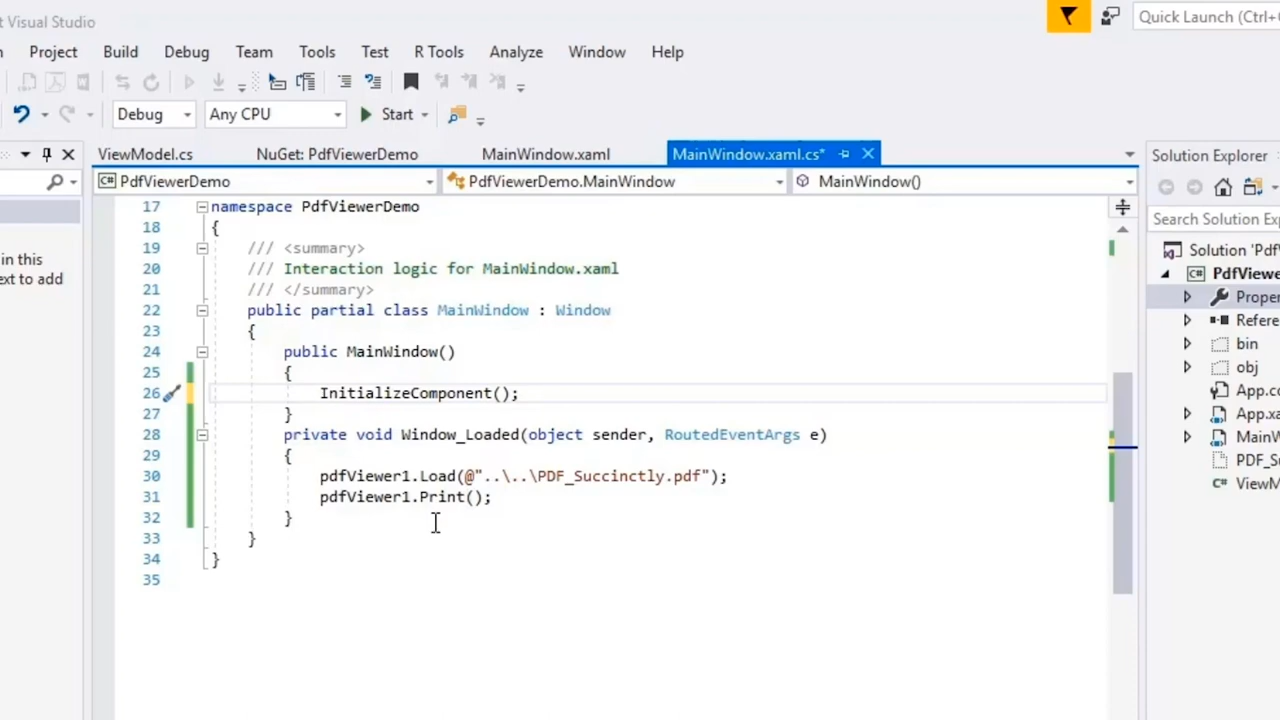 t Visual Studio
Quick Launch (Ctrl+
Project Build Debug Team Tools Test R Tools Analyze Window Help
Debug Any CPU Start
ViewModel.cs NuGet: PdfViewerDemo MainWindow.xaml MainWindow.xaml.cs*
Solution Explorer
PdfViewerDemo PdfViewerDemo.MainWindow MainWindow()
Search Solution Exp
in this
ext to add
17 namespace PdfViewerDemo
18 {
19 /// <summary>
20 /// Interaction logic for MainWindow.xaml
21 /// </summary>
22 public partial class MainWindow : Window
23 {
24 public MainWindow()
25 {
26 InitializeComponent();
27 }
28 private void Window_Loaded(object sender, RoutedEventArgs e)
29 {
30 pdfViewer1.Load(@"..\..\PDF_Succinctly.pdf");
31 pdfViewer1.Print();
32 }
33 }
34 }
35
Solution 'Pdf
C# PdfViewe
Proper
Refere
bin
obj
App.co
App.xa
MainW
PDF_Su
C# ViewM